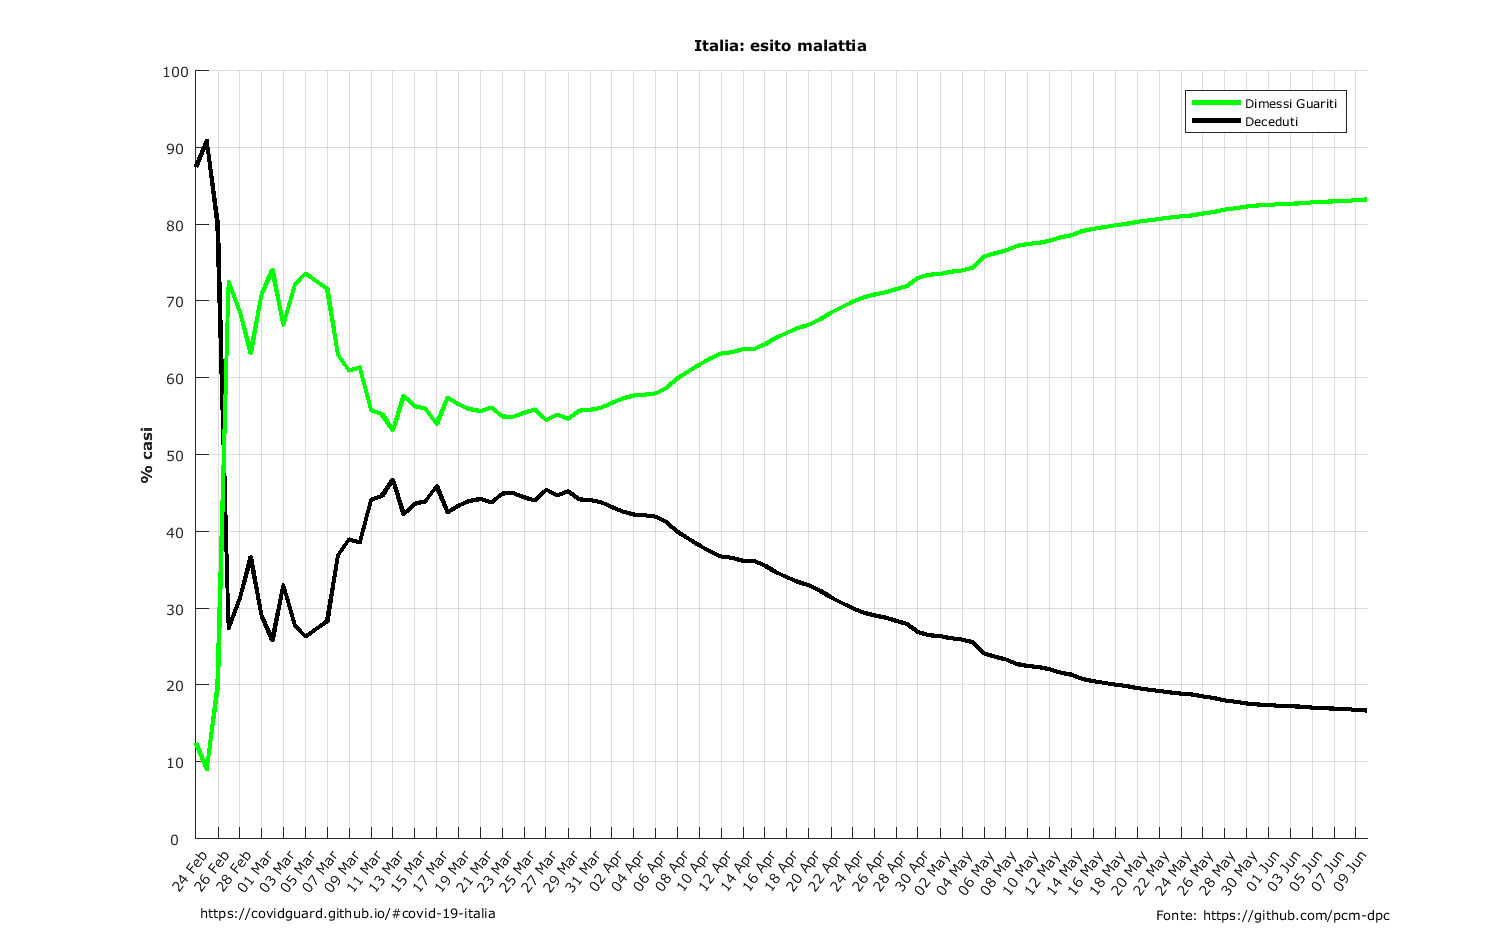 Italia: esito malattia
Dimessi Guariti
Deceduti
% casi
100
90
80
70
60
50
40
30
20
10
0
24 Feb
26 Feb
28 Feb
01 Mar
03 Mar
05 Mar
07 Mar
09 Mar
11 Mar
13 Mar
15 Mar
17 Mar
19 Mar
21 Mar
23 Mar
25 Mar
27 Mar
29 Mar
31 Mar
02 Apr
04 Apr
06 Apr
08 Apr
10 Apr
12 Apr
14 Apr
16 Apr
18 Apr
20 Apr
22 Apr
24 Apr
26 Apr
28 Apr
30 Apr
02 May
04 May
06 May
08 May
10 May
12 May
14 May
16 May
18 May
20 May
22 May
24 May
26 May
28 May
30 May
01 Jun
03 Jun
05 Jun
07 Jun
09 Jun
https://covidguard.github.io/#covid-19-italia
Fonte: https://github.com/pcm-dpc